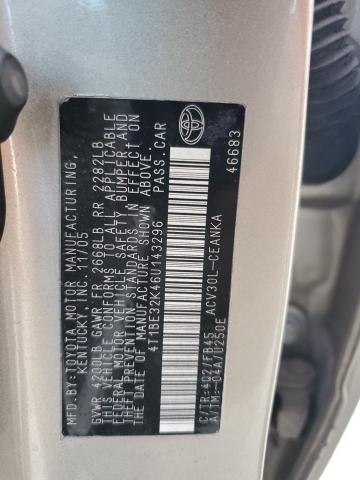 MFD.BY:TOYOTA MOTOR MANUFACTURING,
KENTUCKY, INC. 11/05
GVWR 4200LB GAWR FR 2668LB RR 2282LB
THIS VEHICLE CONFORMS TO ALL APPLICABLE
FEDERAL MOTOR VEHICLE SAFETY, BUMPER, AND
THEFT PREVENTION STANDARDS IN EFFECT ON
THE DATE OF MANUFACTURE SHOWN ABOVE.
4T1BE32K46U143296 PASS.CAR
C/TR:4Q2/FB45 ACV30L-CEANKA
A/TM:-04A/U250E 46683